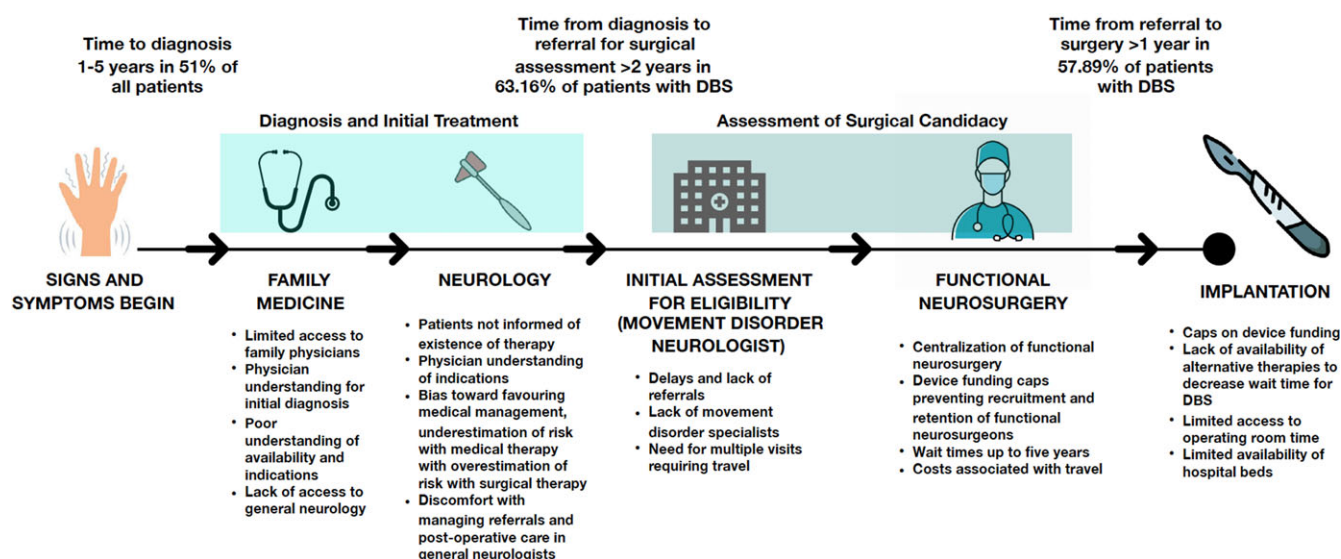 Time to diagnosis
1-5 years in 51% of
all patients
Time from diagnosis to
referral for surgical
assessment >2 years in
63.16% of patients with DBS
Time from referral to
surgery >1 year in
57.89% of patients
with DBS
Diagnosis and Initial Treatment
Assessment of Surgical Candidacy
SIGNS AND
SYMPTOMS BEGIN
FAMILY
MEDICINE
• Limited access to
family physicians
• Physician
understanding for
initial diagnosis
• Poor
understanding of
availability and
indications
• Lack of access to
general neurology
NEUROLOGY
• Patients not informed of
existence of therapy
• Physician understanding
of indications
• Bias toward favouring
medical management,
underestimation of risk
with medical therapy
with overestimation of
risk with surgical therapy
• Discomfort with
managing referrals and
post-operative care in
general neurologists
INITIAL ASSESSMENT
FOR ELIGIBILITY
(MOVEMENT DISORDER
NEUROLOGIST)
• Delays and lack of
referrals
• Lack of movement
disorder specialists
• Need for multiple visits
requiring travel
FUNCTIONAL
NEUROSURGERY
• Centralization of functional
neurosurgery
• Device funding caps
preventing recruitment and
retention of functional
neurosurgeons
• Wait times up to five years
• Costs associated with travel
IMPLANTATION
• Caps on device funding
• Lack of availability of
alternative therapies to
decrease wait time for
DBS
• Limited access to
operating room time
• Limited availability of
hospital beds